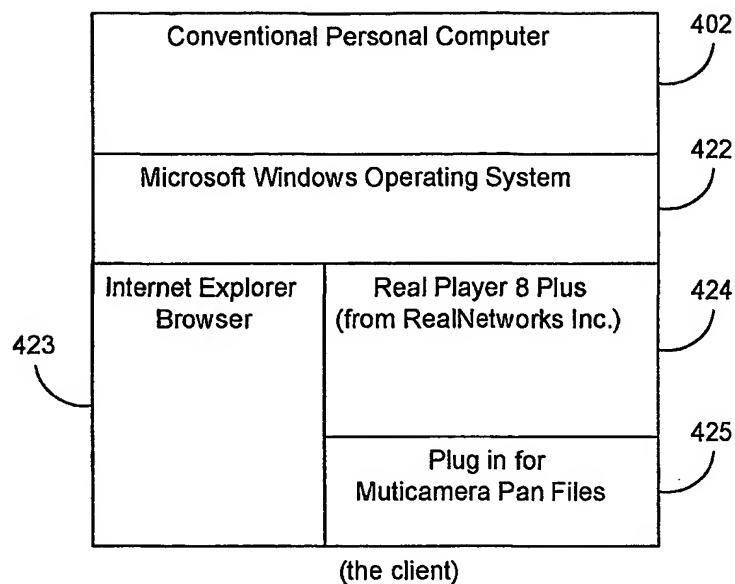 Conventional Personal Computer
402
Microsoft Windows Operating System
422
Internet Explorer
Browser
423
Real Player 8 Plus
(from RealNetworks Inc.)
424
Plug in for
Muticamera Pan Files
425
(the client)